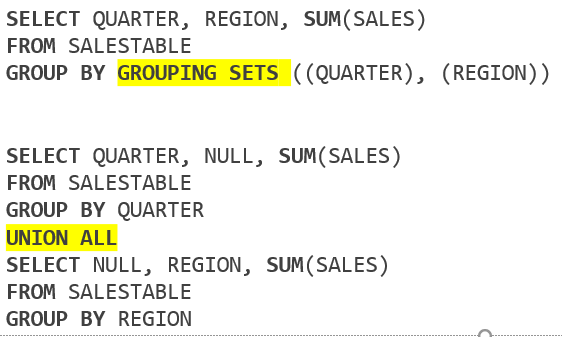 SELECT QUARTER, REGION, SUM(SALES)
FROM SALESTABLE
GROUP BY GROUPING SETS ((QUARTER), (REGION))
SELECT QUARTER, NULL, SUM(SALES)
FROM SALESTABLE
GROUP BY QUARTER
UNION ALL
SELECT NULL, REGION, SUM(SALES)
FROM SALESTABLE
GROUP BY REGION